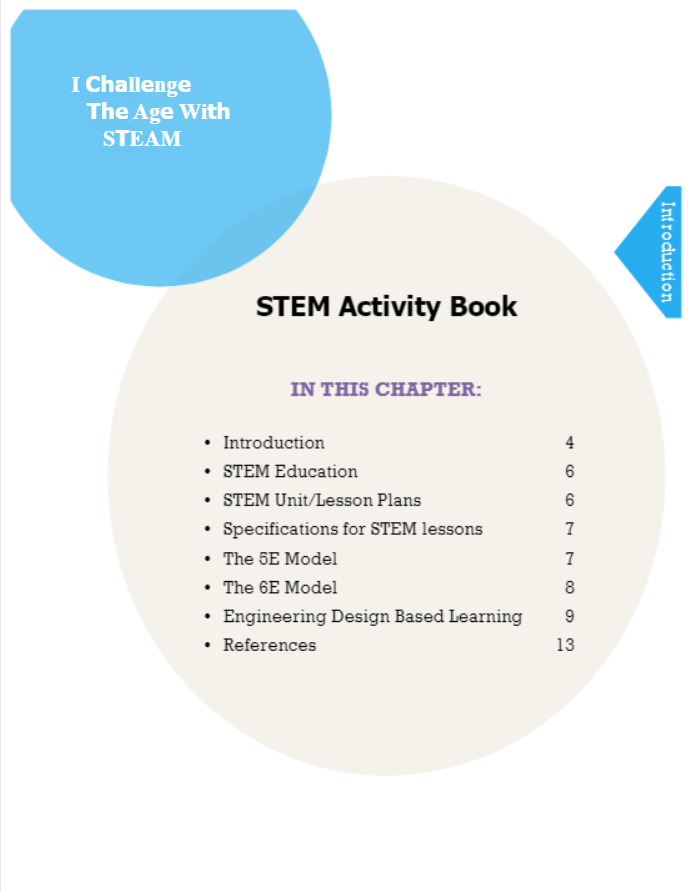 I Challenge
The Age With
STEAM
Introduction
STEM Activity Book
IN THIS CHAPTER:
• Introduction 4
• STEM Education 6
• STEM Unit/Lesson Plans 6
• Specifications for STEM lessons 7
• The 5E Model 7
• The 6E Model 8
• Engineering Design Based Learning 9
• References 13